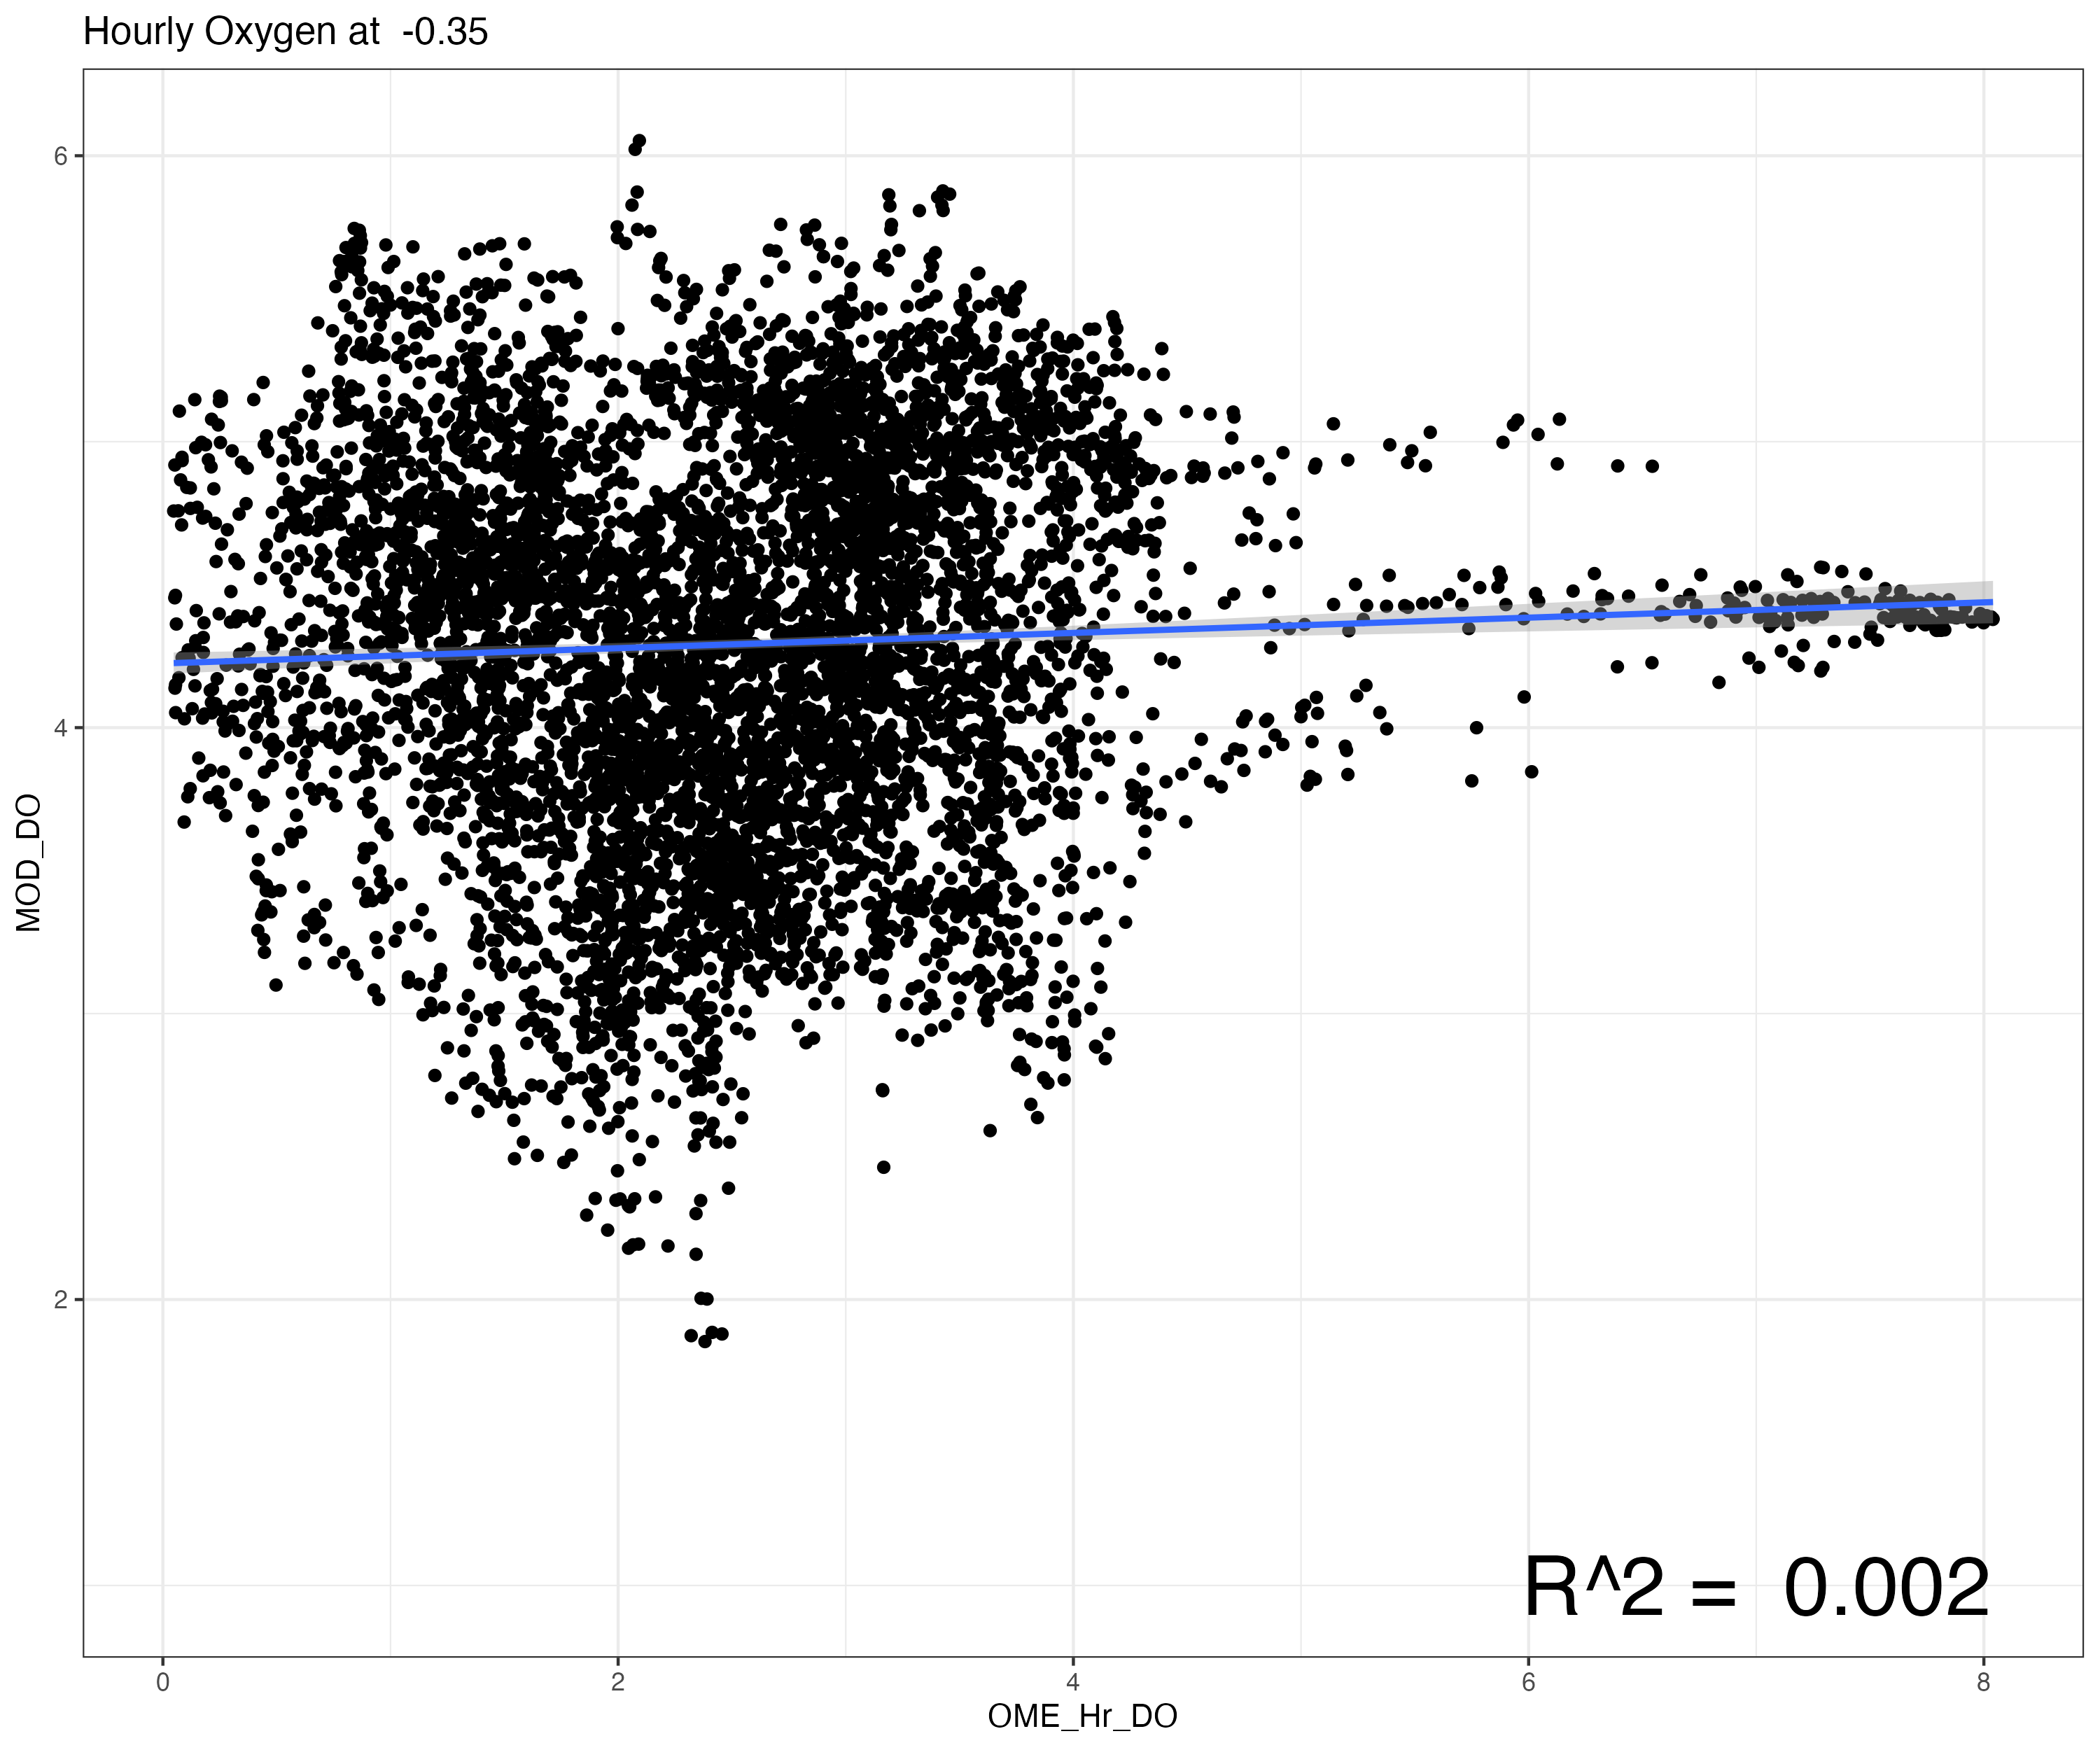 Hourly Oxygen at  -0.35
6
4
2
MOD_DO
R^2 =  0.002
0 2 4 6 8
OME_Hr_DO